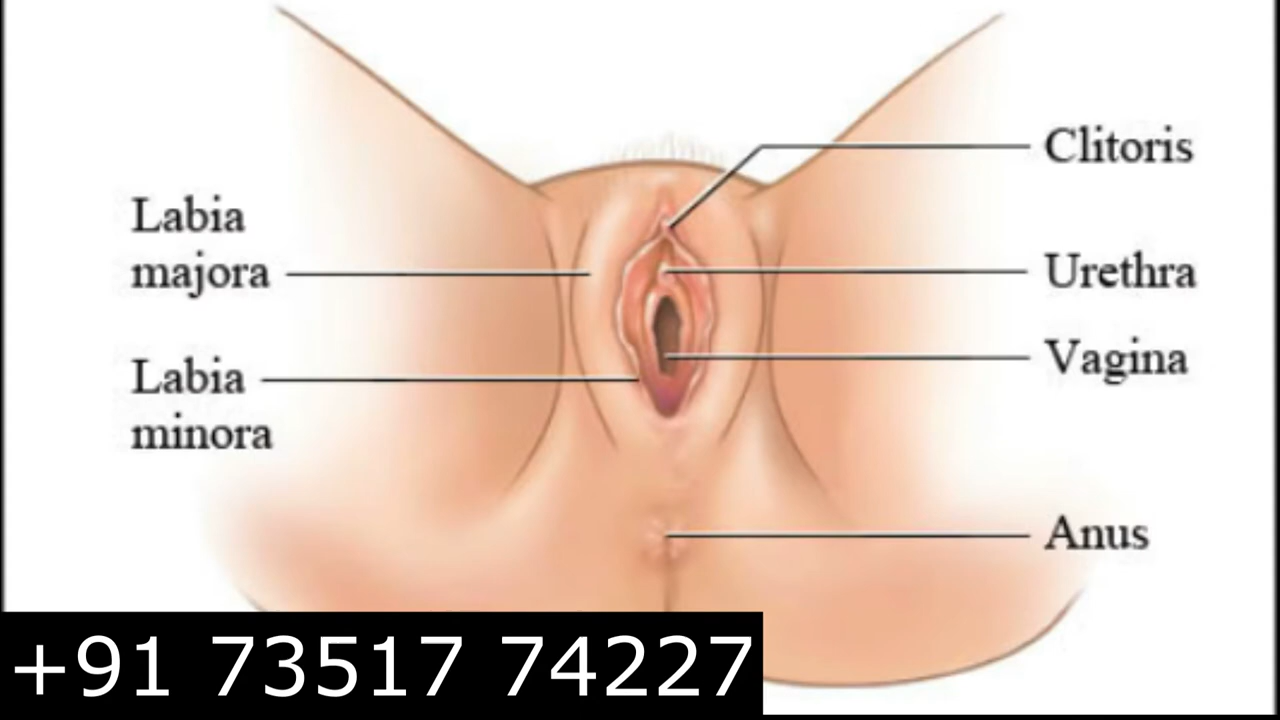 Clitoris
Labia
majora
Urethra
Vagina
Labia
minora
Anus
+91 73517 74227